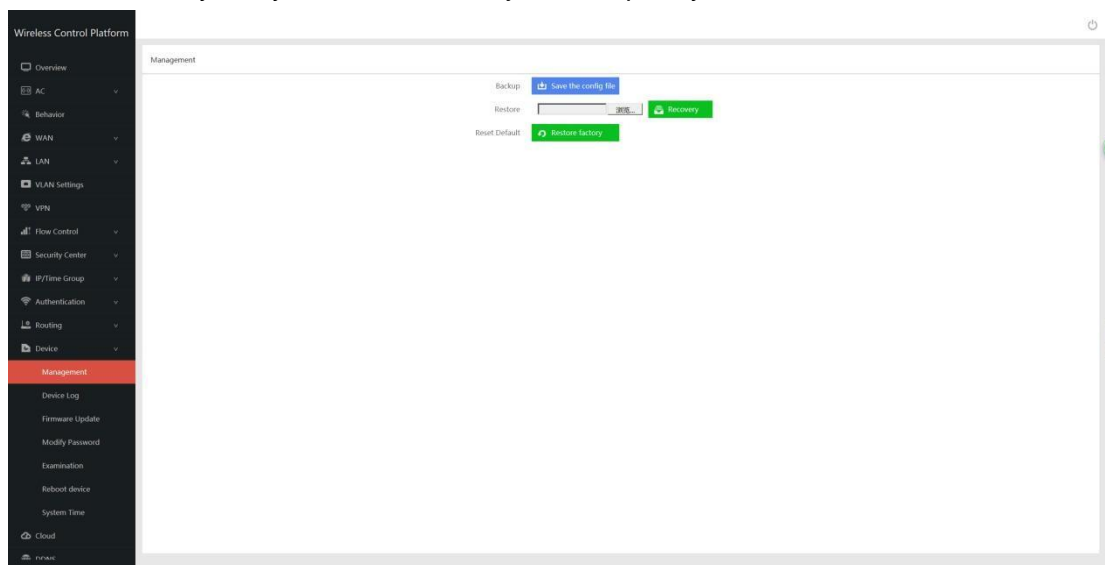 Wireless Control Platform
Overview
AC
Behavior
WAN
LAN
VLAN Settings
VPN
Flow Control
Security Center
IP/Time Group
Authentication
Routing
Device
Management
Device Log
Firmware Update
Modify Password
Examination
Reboot device
System Time
Cloud
Management
Backup Save the config file
Restore Recovery
Reset Default Restore factory